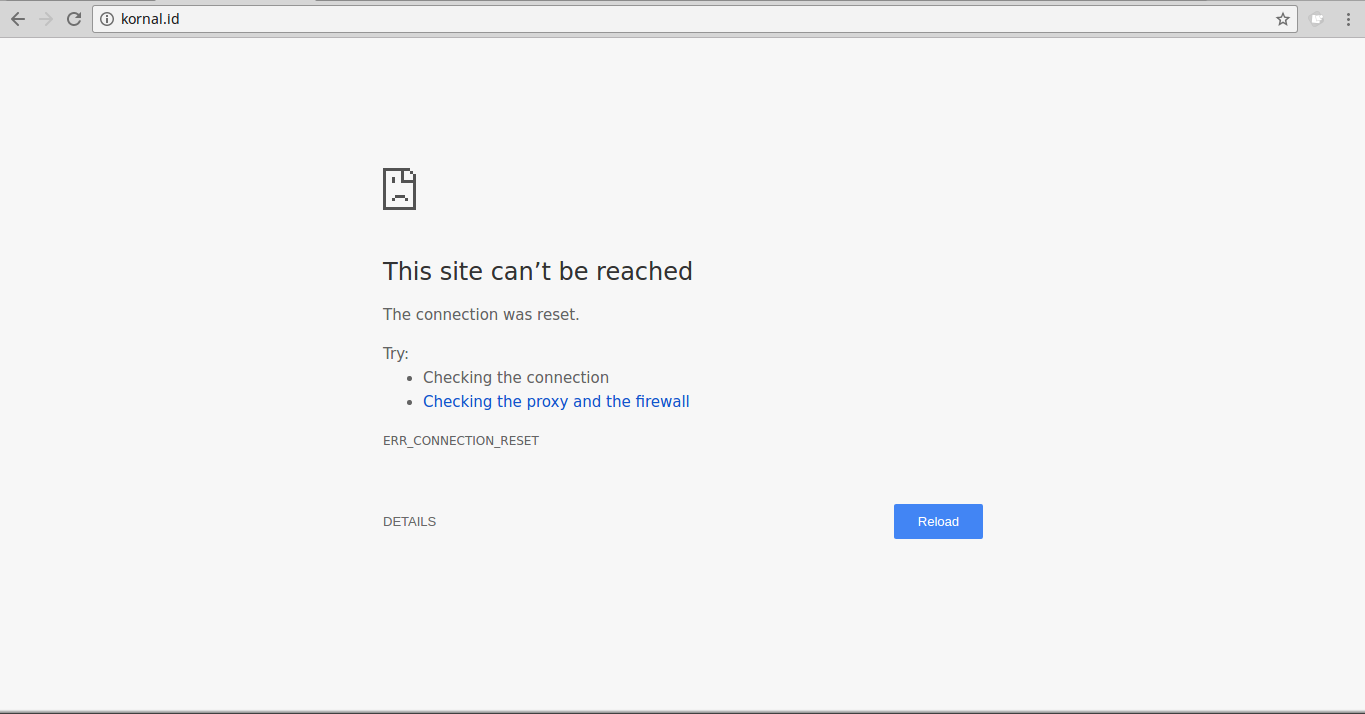 kornal.id
This site can’t be reached
The connection was reset.
Try:
• Checking the connection
• Checking the proxy and the firewall
ERR_CONNECTION_RESET
DETAILS
Reload